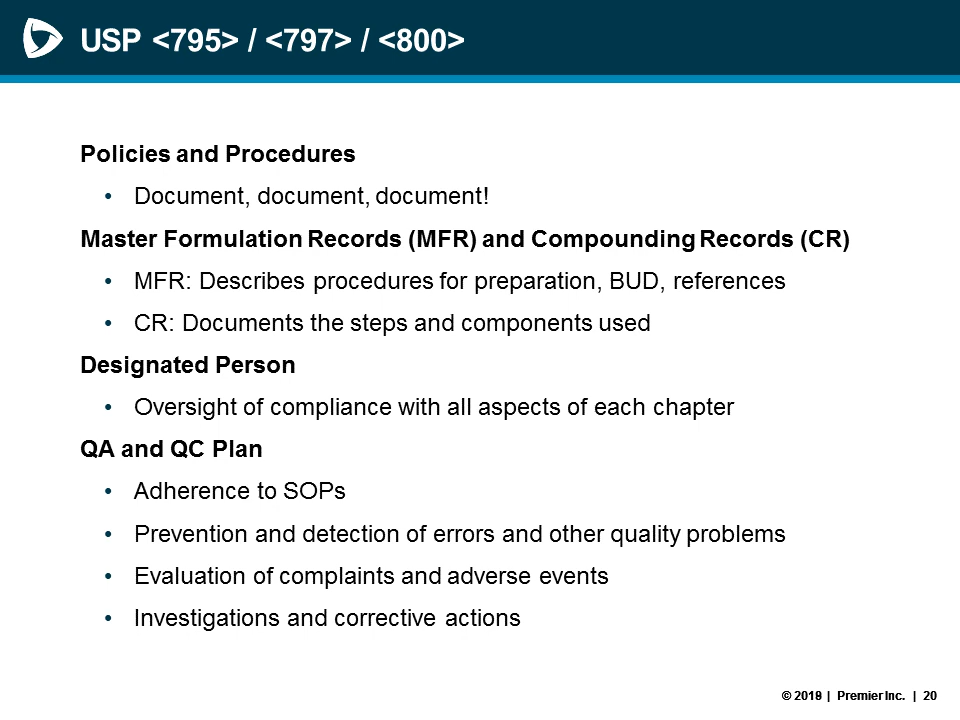 USP <795> / <797> / <800>
Policies and Procedures
• Document, document, document!
Master Formulation Records (MFR) and Compounding Records (CR)
• MFR: Describes procedures for preparation, BUD, references
• CR: Documents the steps and components used
Designated Person
• Oversight of compliance with all aspects of each chapter
QA and QC Plan
• Adherence to SOPs
• Prevention and detection of errors and other quality problems
• Evaluation of complaints and adverse events
• Investigations and corrective actions
© | Premier Inc. | 20